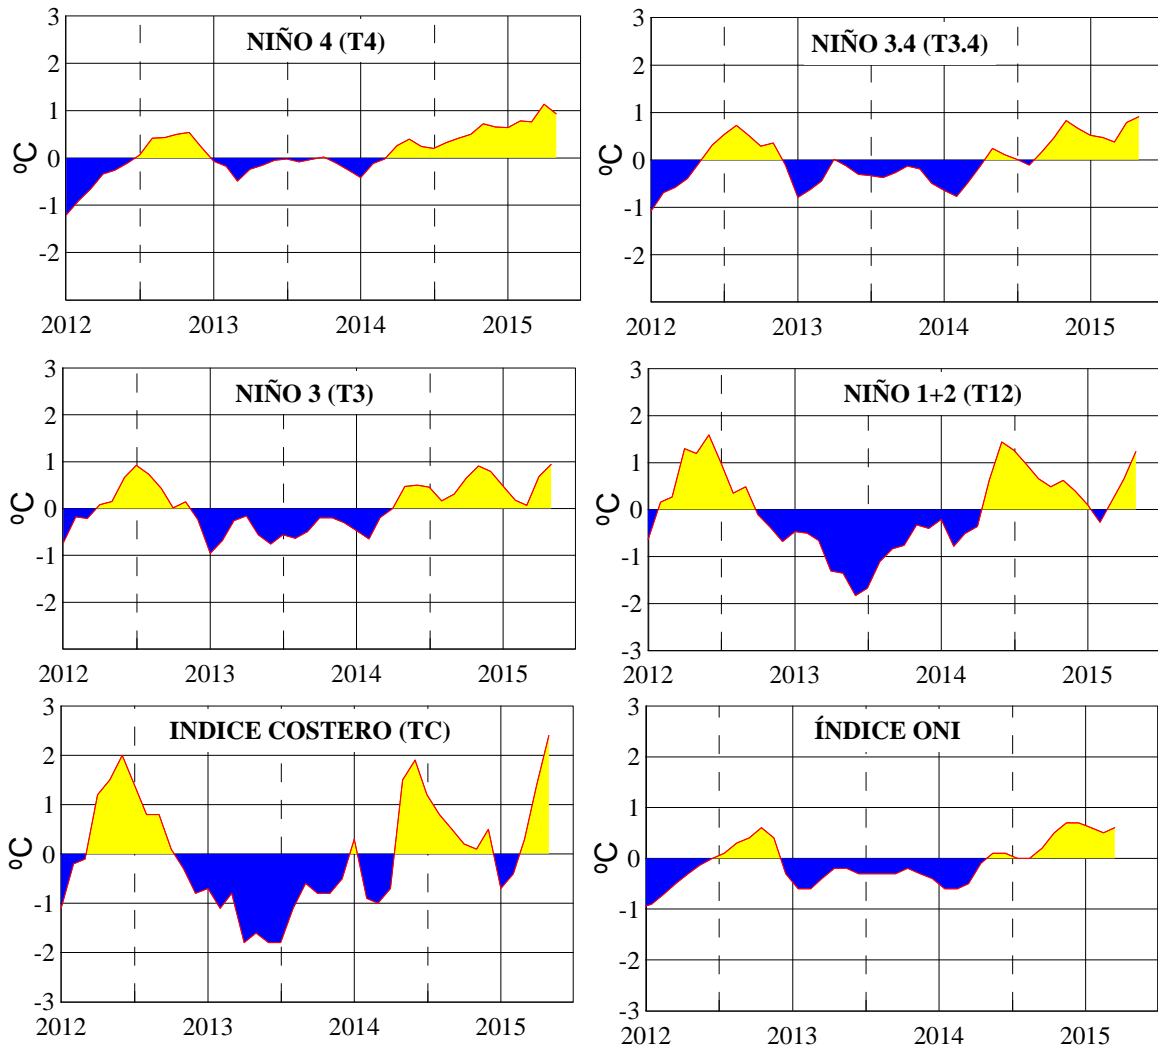 NIÑO 4 (T4)
ºC
3
2
1
0
-1
-2
2012 2013 2014 2015
NIÑO 3.4 (T3.4)
ºC
3
2
1
0
-1
-2
2012 2013 2014 2015
NIÑO 3 (T3)
ºC
3
2
1
0
-1
-2
2012 2013 2014 2015
NIÑO 1+2 (T12)
ºC
3
2
1
0
-1
-2
-3
2012 2013 2014 2015
INDICE COSTERO (TC)
ºC
3
2
1
0
-1
-2
-3
2012 2013 2014 2015
ÍNDICE ONI
ºC
3
2
1
0
-1
-2
-3
2012 2013 2014 2015